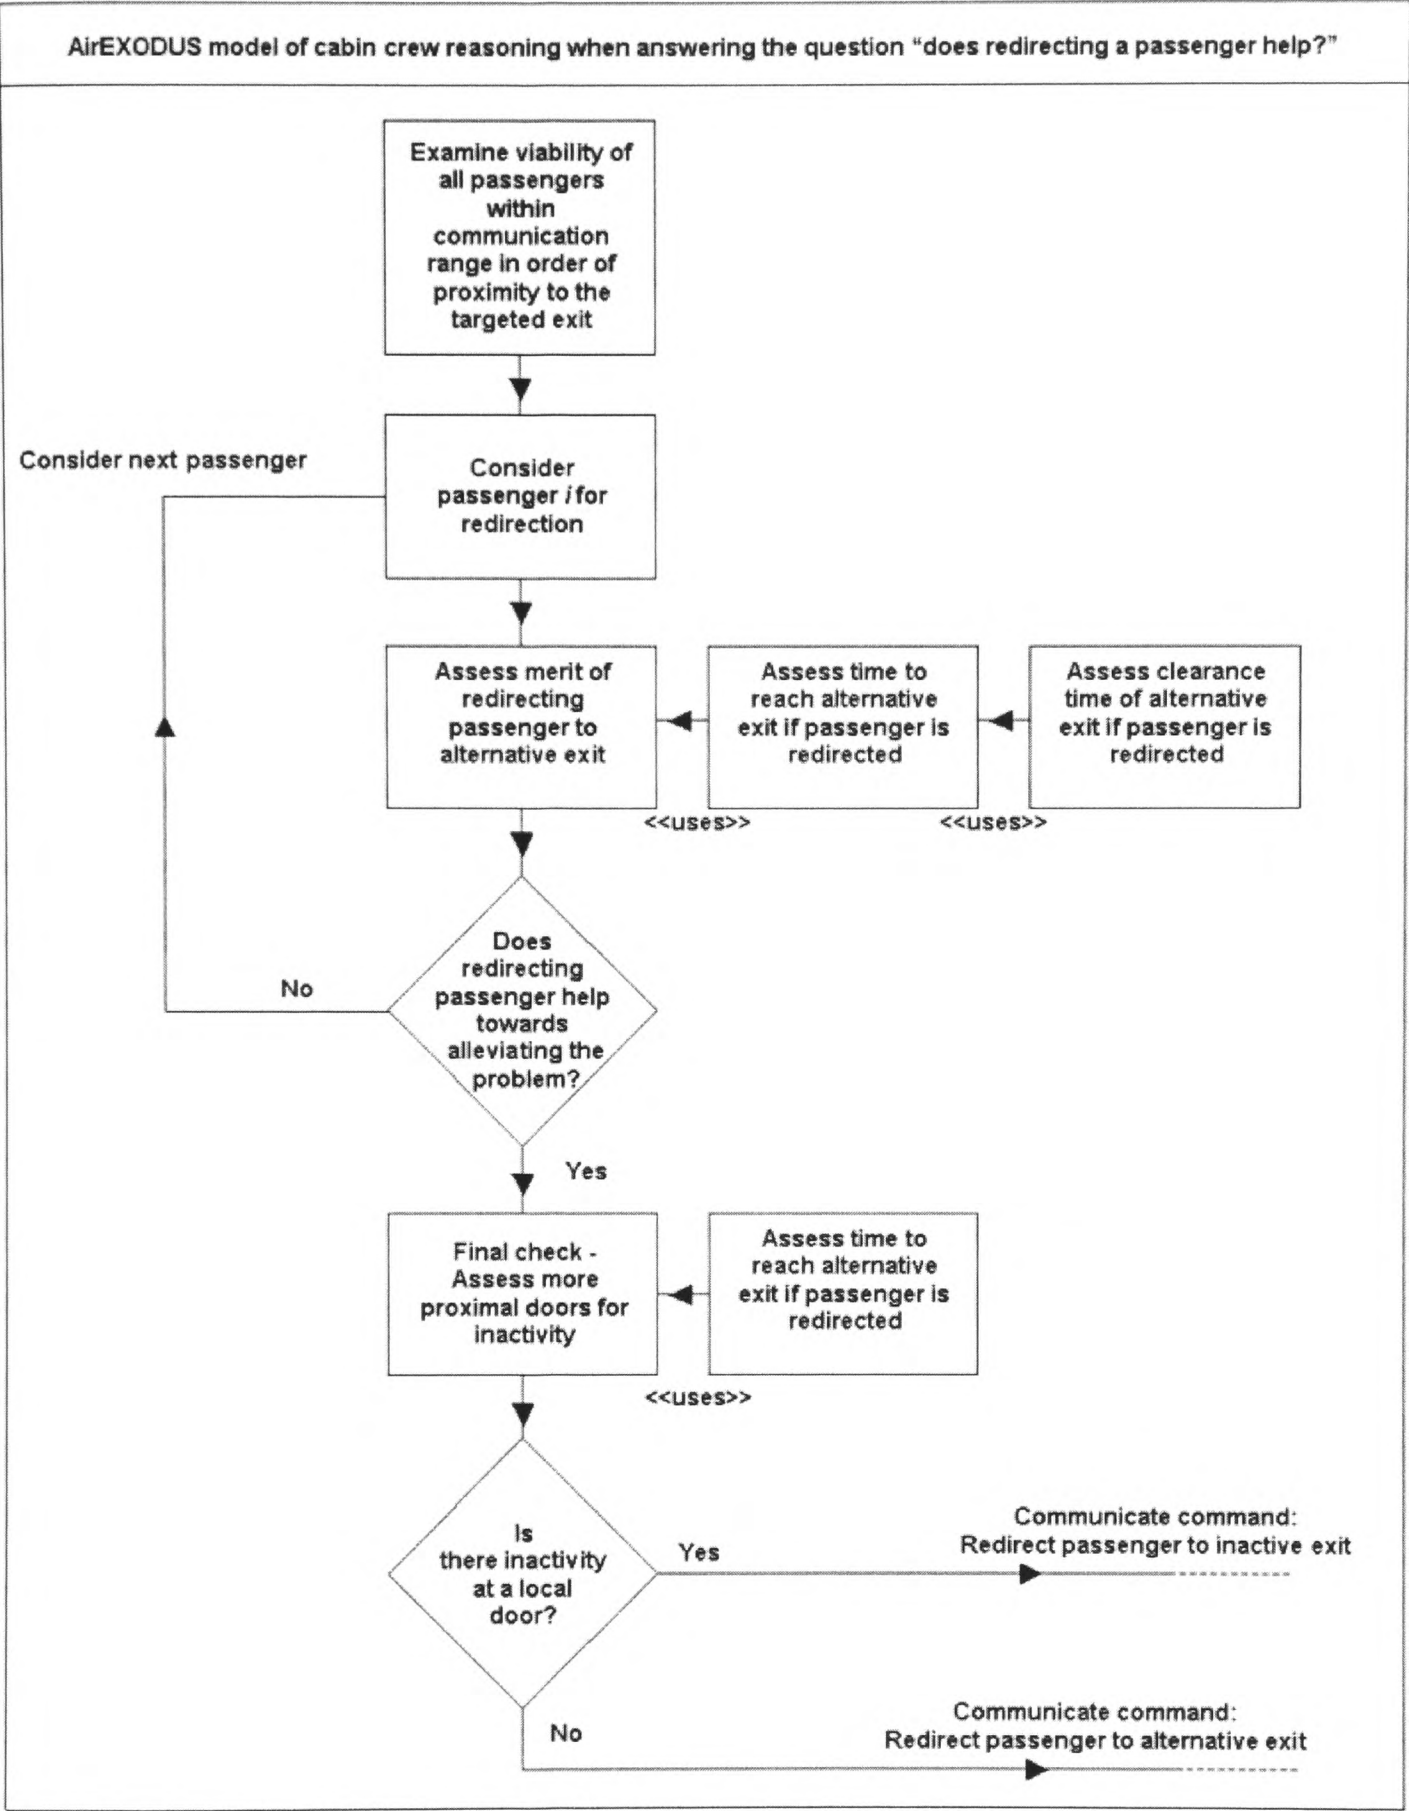 AirEXODUS model of cabin crew reasoning when answering the question “does redirecting a passenger help?”
Examine viability of
all passengers
within
communication
range in order of
proximity to the
targeted exit
Consider next passenger
Consider
passenger i for
redirection
Assess merit of
redirecting
passenger to
alternative exit
Assess time to
reach alternative
exit if passenger is
redirected
Assess clearance
time of alternative
exit if passenger is
redirected
<<uses>>
<<uses>>
Does
redirecting
passenger help
towards
alleviating the
problem?
No
Yes
Final check -
Assess more
proximal doors for
inactivity
Assess time to
reach alternative
exit if passenger is
redirected
<<uses>>
Is
there inactivity
at a local
door?
Yes
Communicate command:
Redirect passenger to inactive exit
No
Communicate command:
Redirect passenger to alternative exit